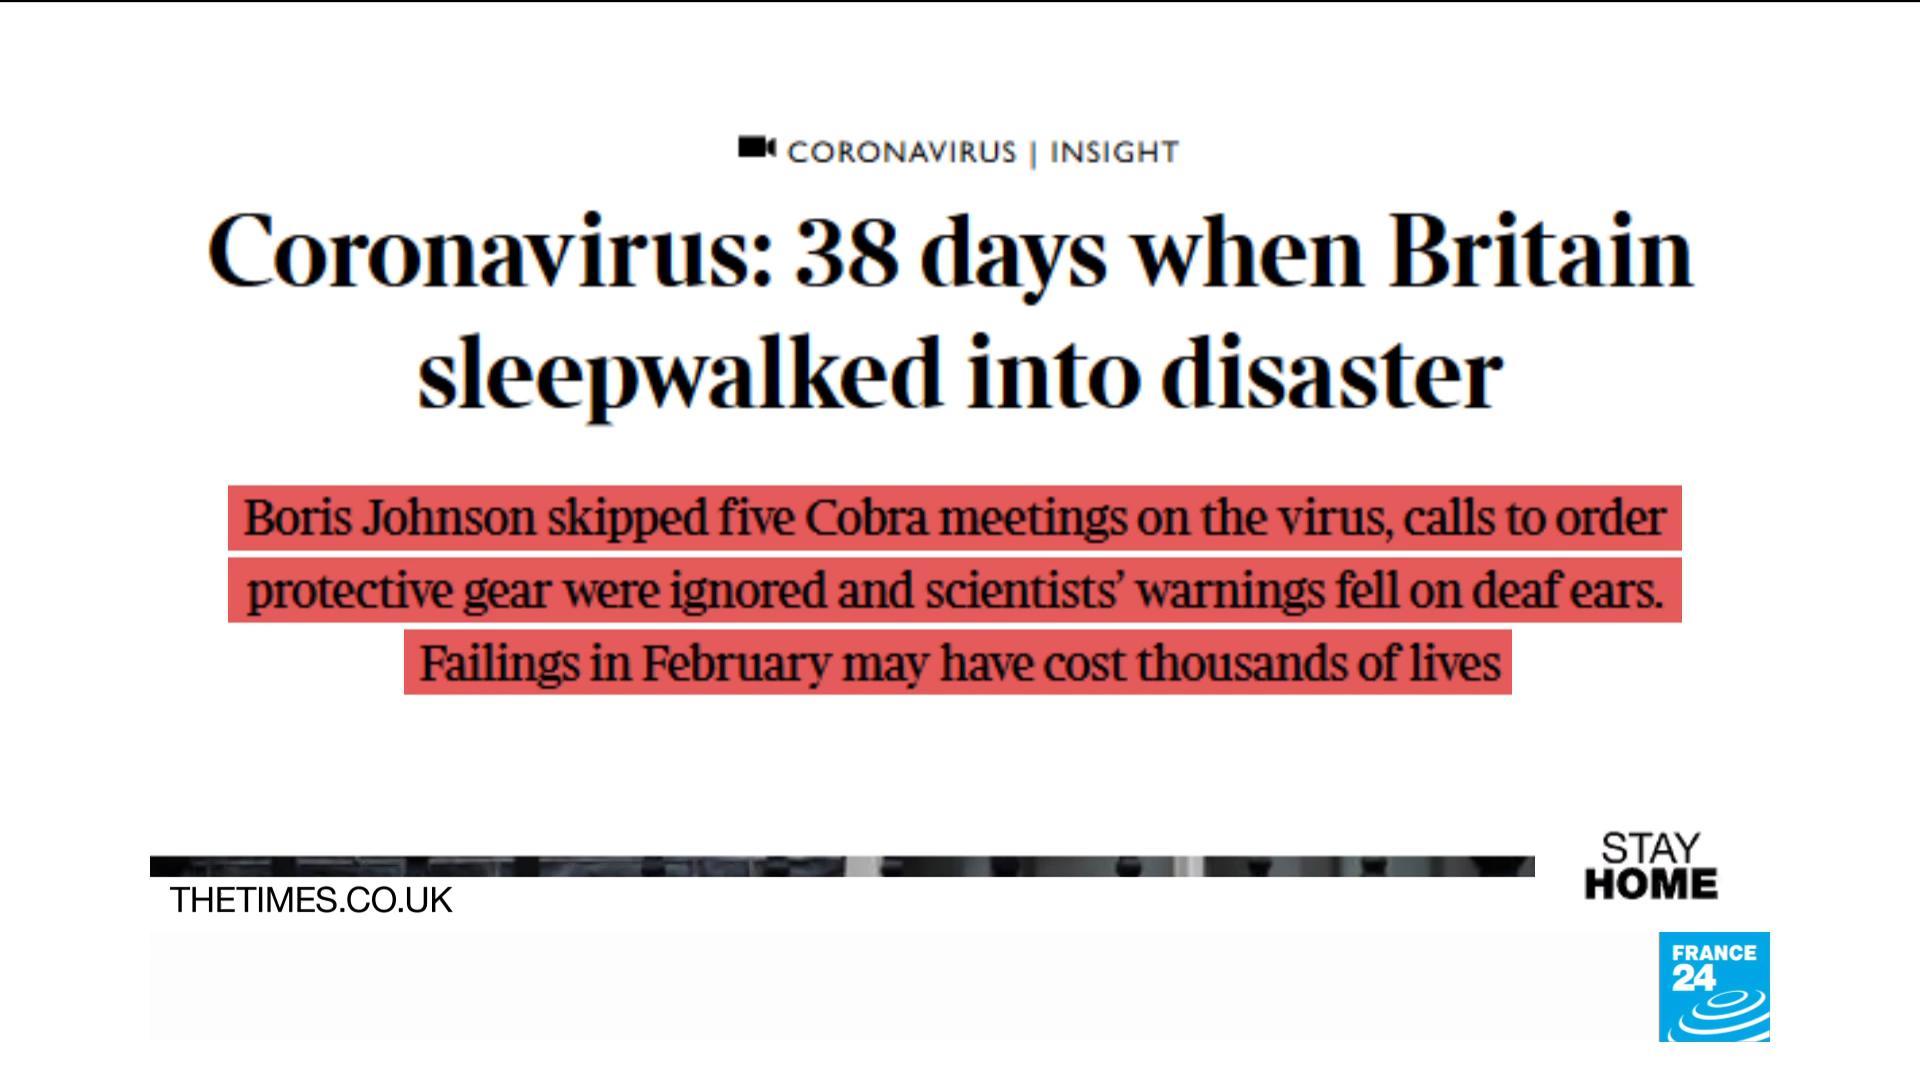 CORONAVIRUS | INSIGHT
Coronavirus: 38 days when Britain
sleepwalked into disaster
Boris Johnson skipped five Cobra meetings on the virus, calls to order
protective gear were ignored and scientists’ warnings fell on deaf ears.
Failings in February may have cost thousands of lives
STAY
HOME
THETIMES.CO.UK
FRANCE
24